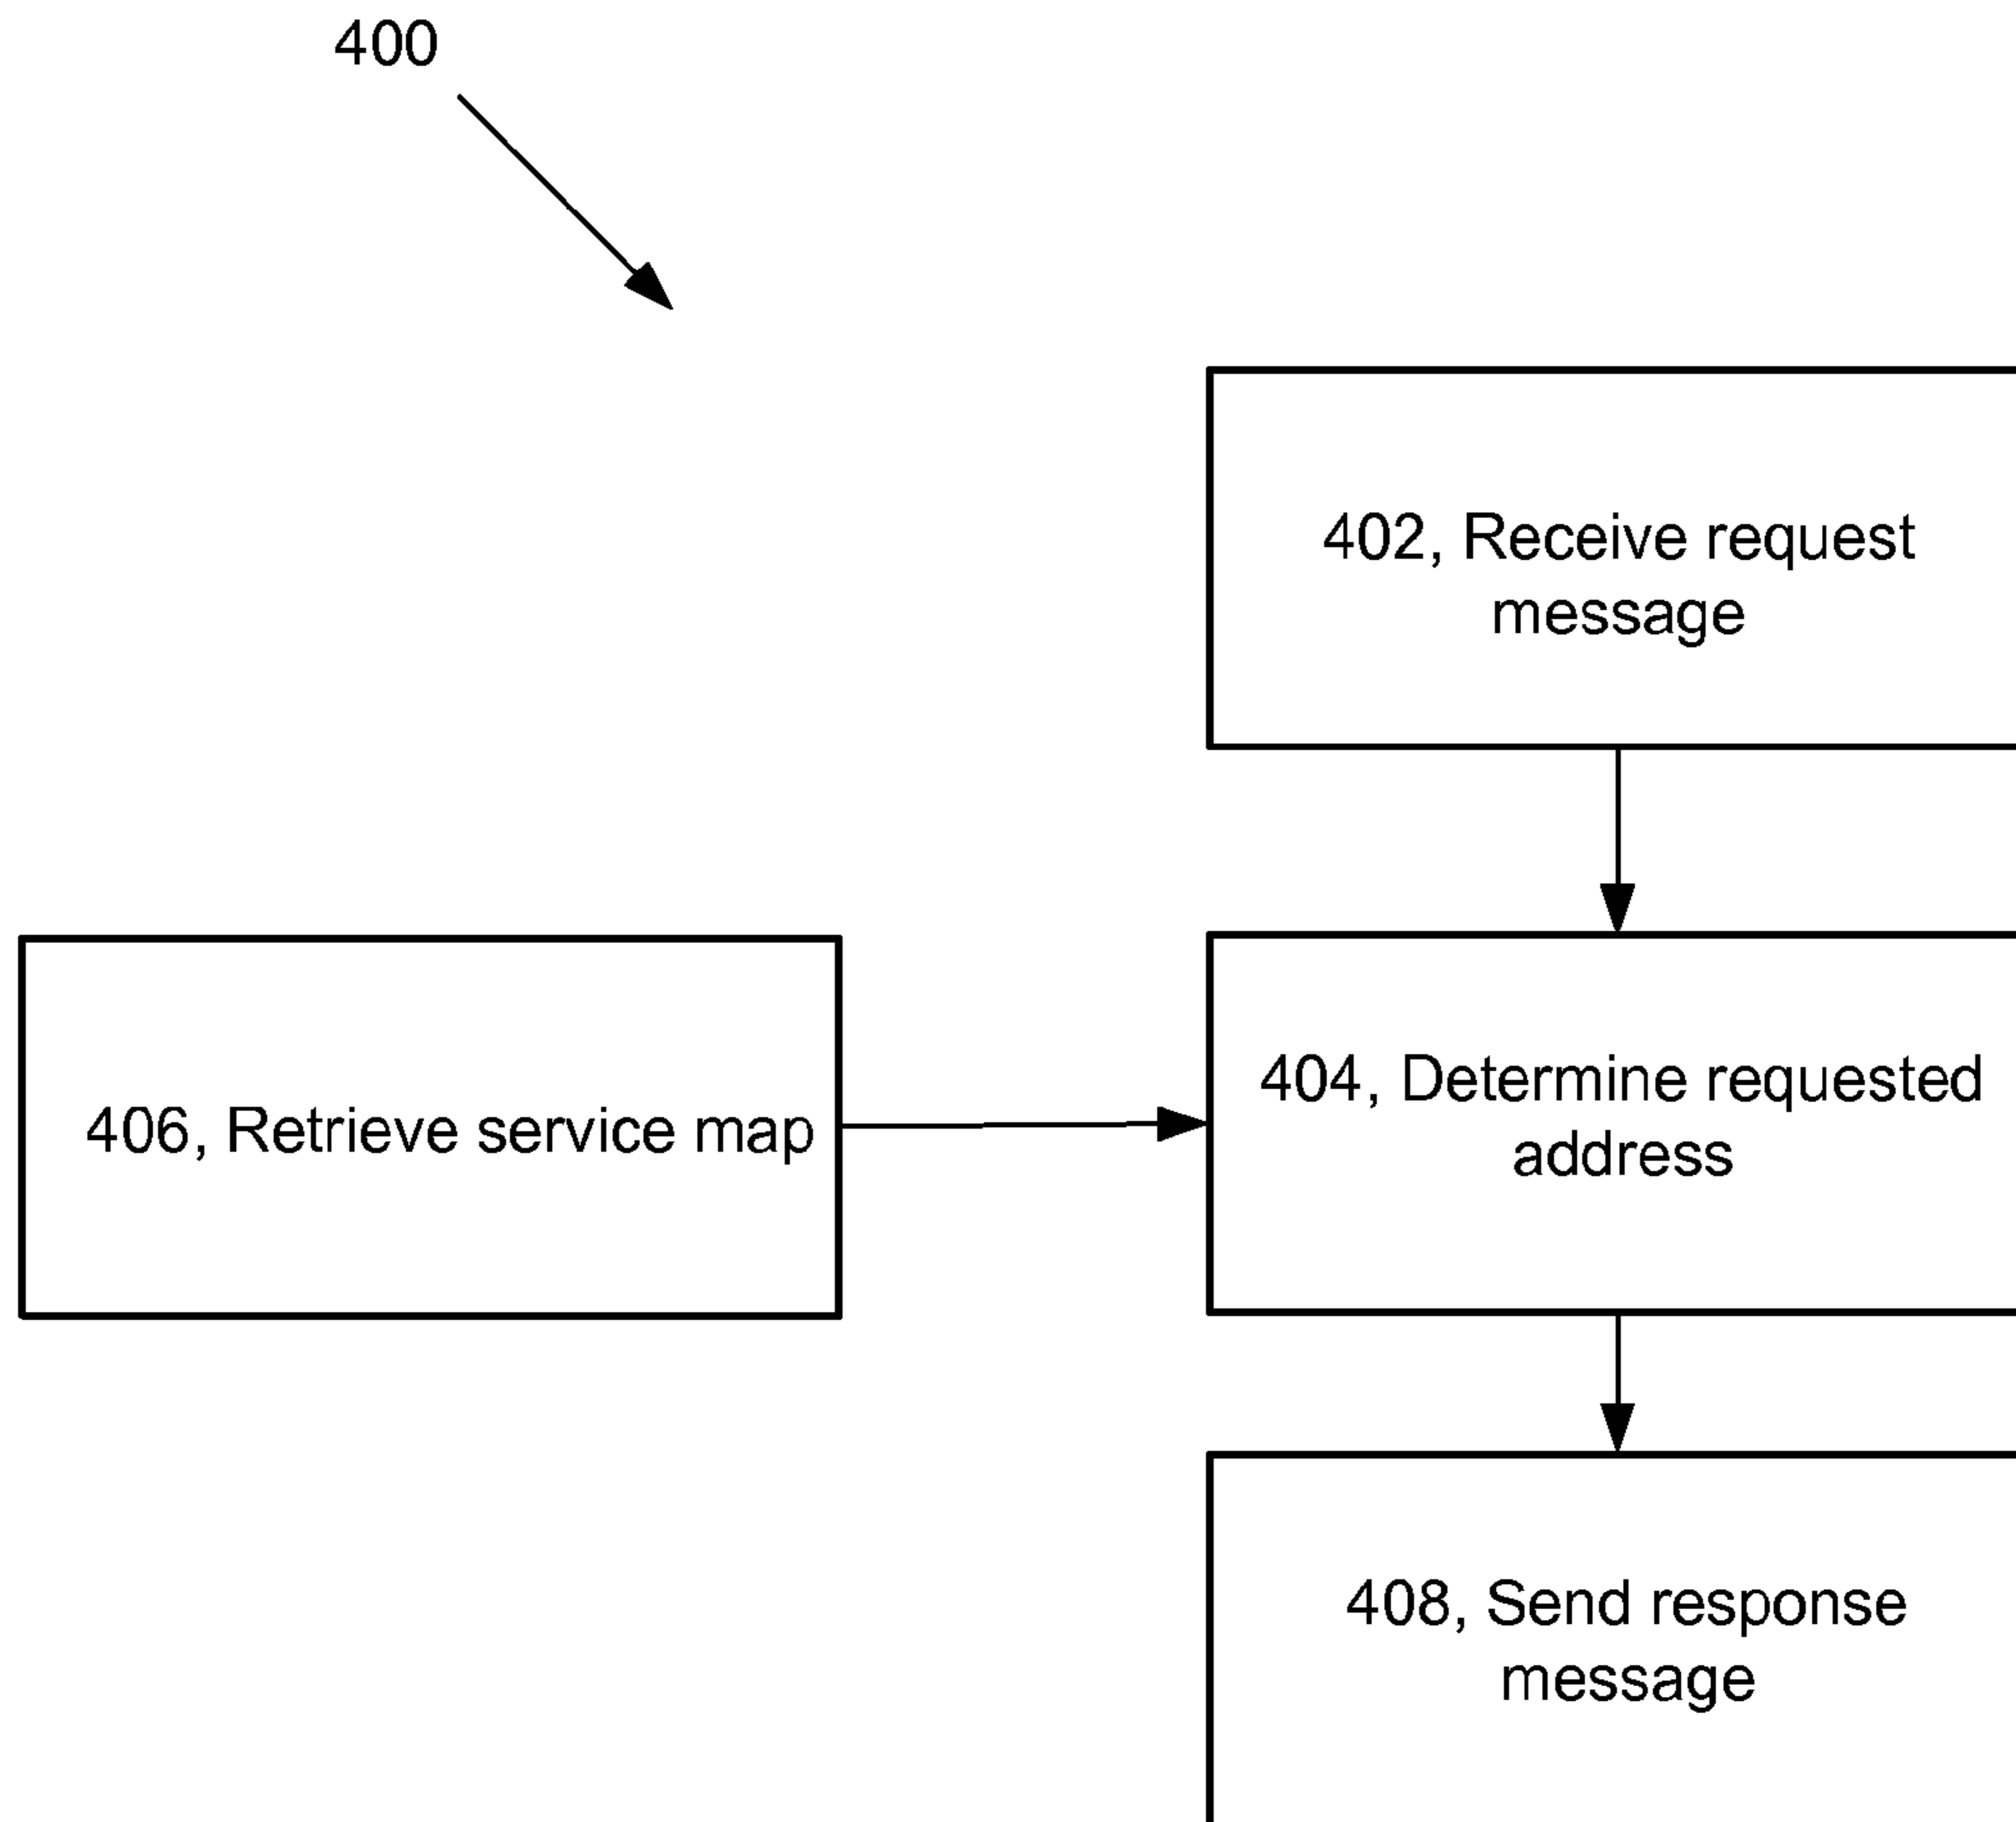 400
402, Receive request
message
404, Determine requested
address
406, Retrieve service map
408, Send response
message